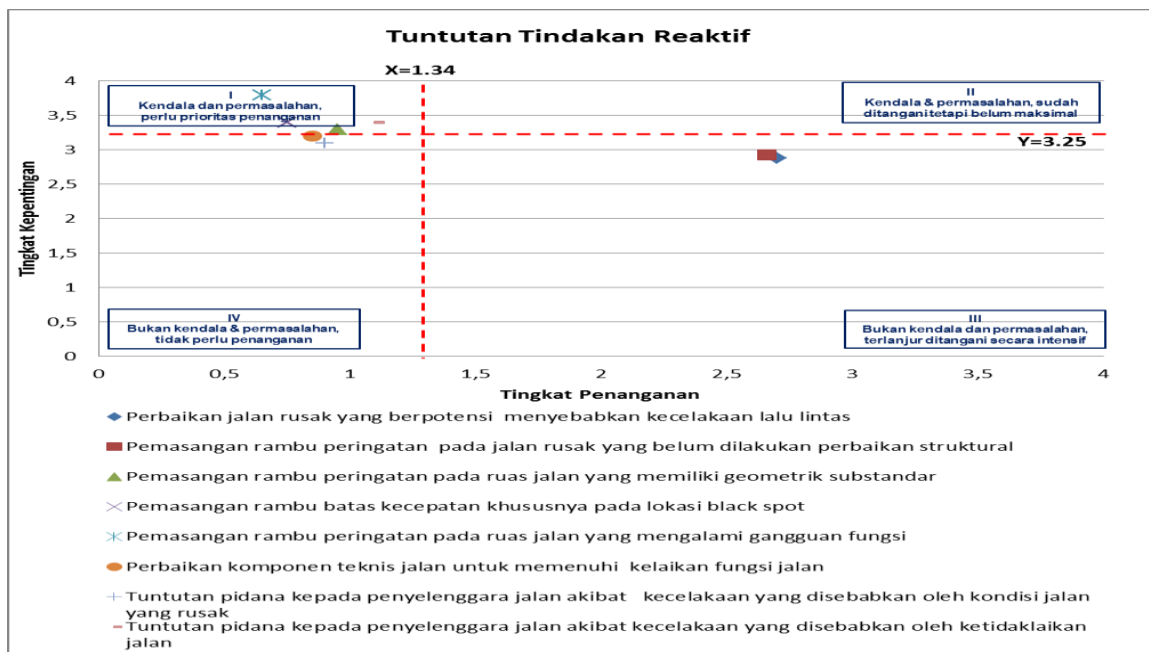 Tuntutan Tindakan Reaktif
X=1.34
4
3,5
3
2,5
2
1,5
1
0,5
0
Tingkat Kepentingan
I
Kendala dan permasalahan,
perlu prioritas penanganan
II
Kendala & permasalahan, sudah
ditangani tetapi belum maksimal
Y=3.25
IV
Bukan kendala & permasalahan,
tidak perlu penanganan
III
Bukan kendala dan permasalahan,
terlanjur ditangani secara intensif
0 0,5 1 1,5 2 2,5 3 3,5 4
Tingkat Penanganan
Perbaikan jalan rusak yang berpotensi menyebabkan kecelakaan lalu lintas
Pemasangan rambu peringatan pada jalan rusak yang belum dilakukan perbaikan struktural
Pemasangan rambu peringatan pada ruas jalan yang memiliki geometrik substandar
Pemasangan rambu batas kecepatan khususnya pada lokasi black spot
Pemasangan rambu peringatan pada ruas jalan yang mengalami gangguan fungsi
Perbaikan komponen teknis jalan untuk memenuhi kelaikan fungsi jalan
Tuntutan pidana kepada penyelenggara jalan akibat kecelakaan yang disebabkan oleh kondisi jalan
yang rusak
Tuntutan pidana kepada penyelenggara jalan akibat kecelakaan yang disebabkan oleh ketidaklaikan
jalan